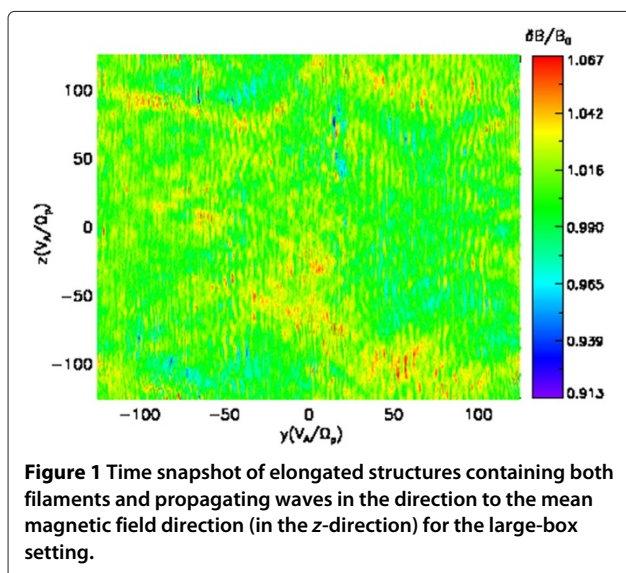 δB/B₀
1.067
1.042
1.016
0.990
0.965
0.939
0.913
z(V_A/Ω_p)
100
50
0
−50
−100
−100 −50 0 50 100
y(V_A/Ω_p)
Figure 1 Time snapshot of elongated structures containing both
filaments and propagating waves in the direction to the mean
magnetic field direction (in the z-direction) for the large-box
setting.